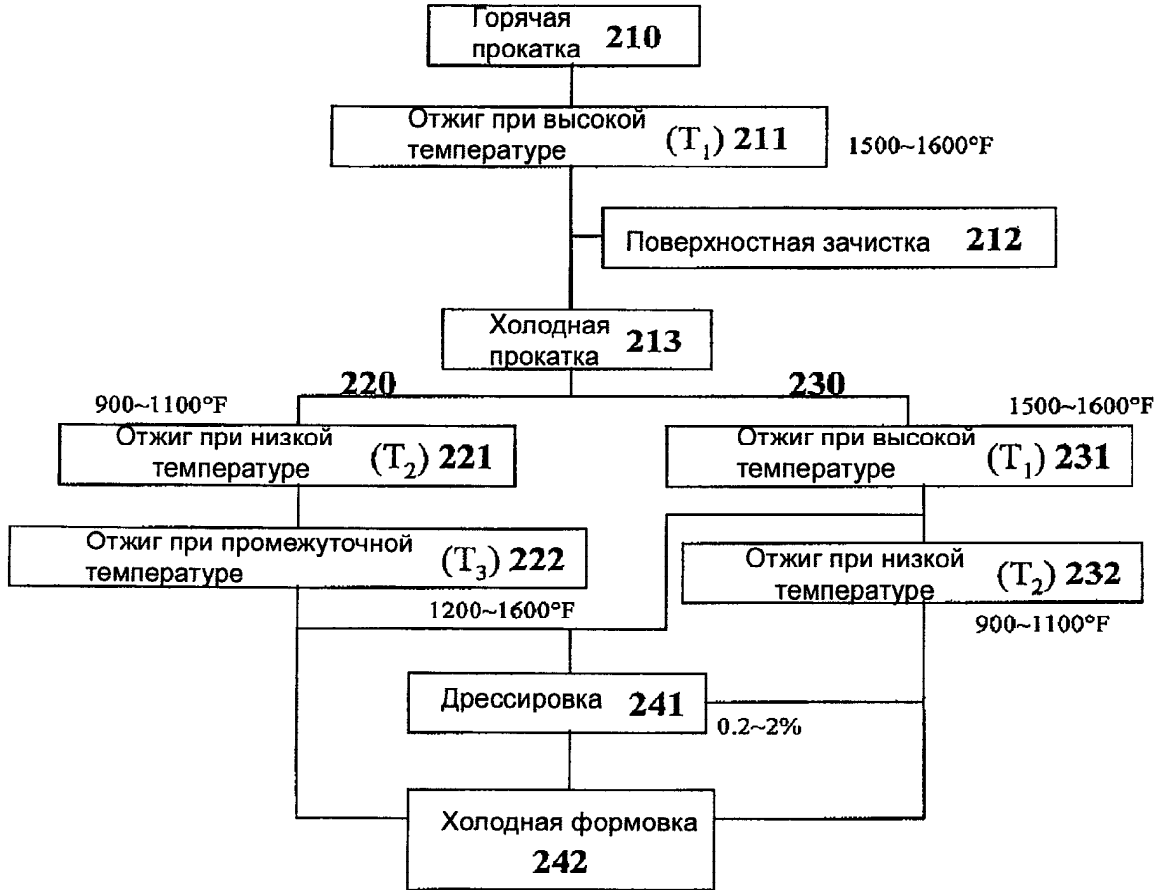 Горячая
прокатка 210
Отжиг при высокой
температуре (T₁) 211
1500~1600°F
Поверхностная зачистка 212
Холодная
прокатка 213
220
230
900~1100°F
1500~1600°F
Отжиг при низкой
температуре (T₂) 221
Отжиг при высокой
температуре (T₁) 231
Отжиг при промежуточной
температуре (T₃) 222
Отжиг при низкой
температуре (T₂) 232
1200~1600°F
900~1100°F
Дрессировка 241
0.2~2%
Холодная формовка
242